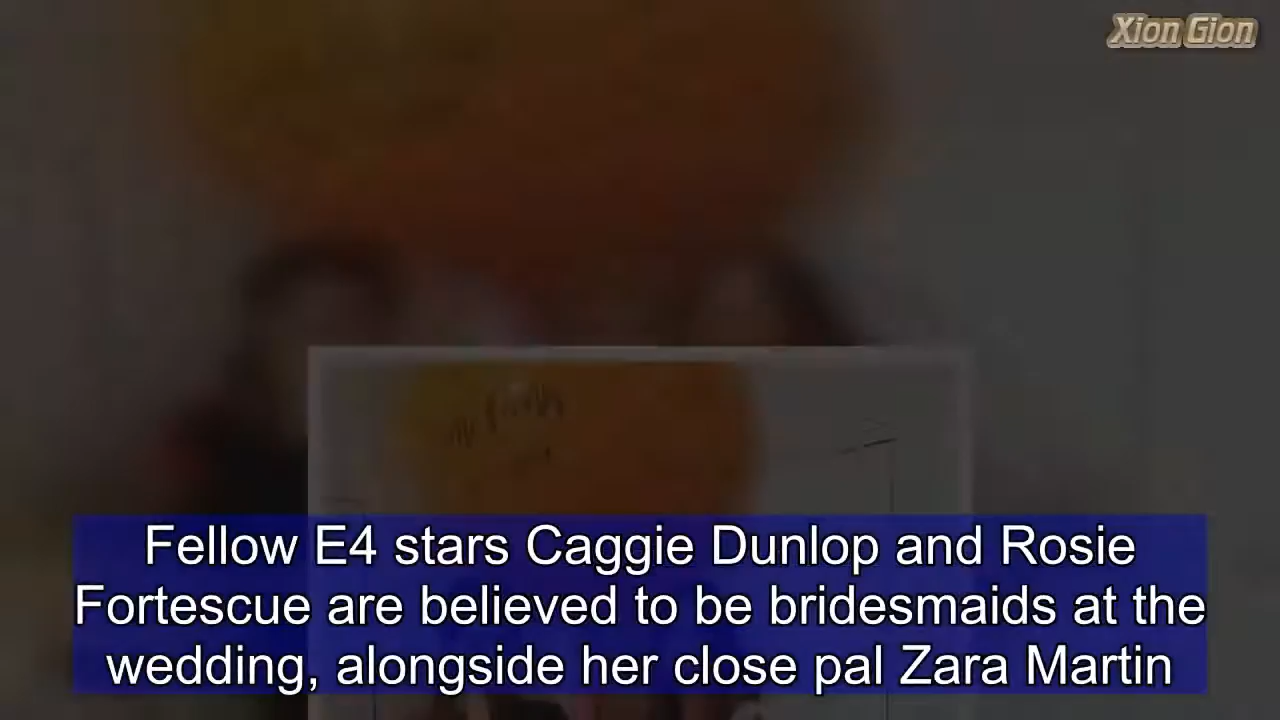 Xion Gion
Fellow E4 stars Caggie Dunlop and Rosie
Fortescue are believed to be bridesmaids at the
wedding, alongside her close pal Zara Martin